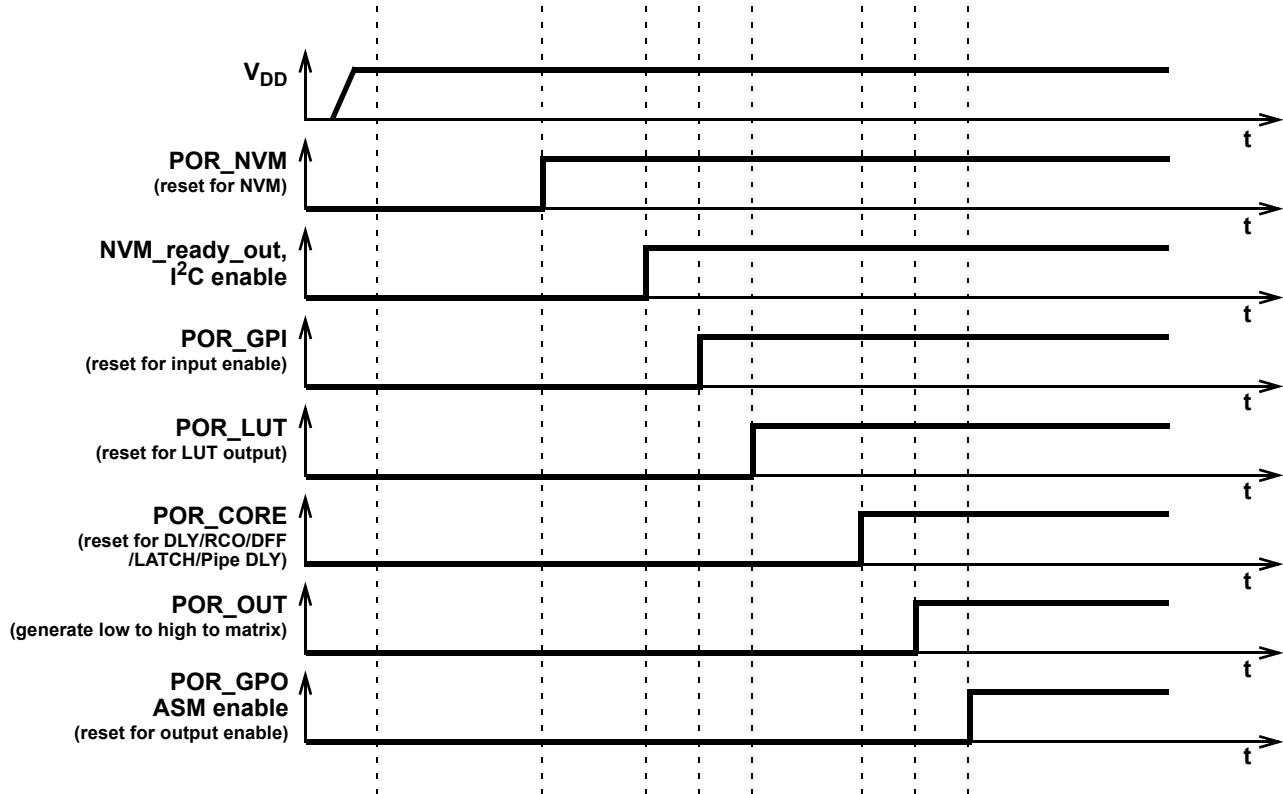 VDD
t
POR_NVM
(reset for NVM)
t
NVM_ready_out,
I2C enable
t
POR_GPI
(reset for input enable)
t
POR_LUT
(reset for LUT output)
t
POR_CORE
(reset for DLY/RCO/DFF
/LATCH/Pipe DLY)
t
POR_OUT
(generate low to high to matrix)
t
POR_GPO
ASM enable
(reset for output enable)
t